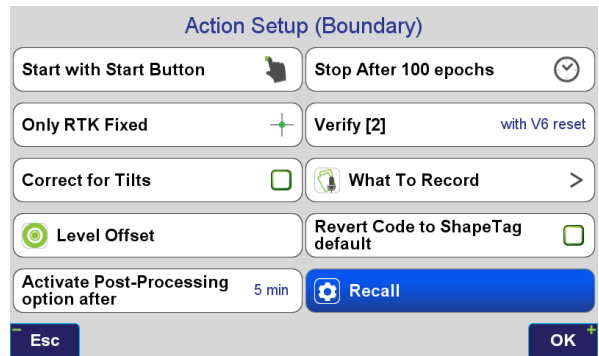 Action Setup (Boundary)
Start with Start Button
Stop After 100 epochs
Only RTK Fixed
Verify [2] with V6 reset
Correct for Tilts
What To Record >
Level Offset
Revert Code to ShapeTag
default
Activate Post-Processing
option after 5 min
Recall
- Esc
OK +